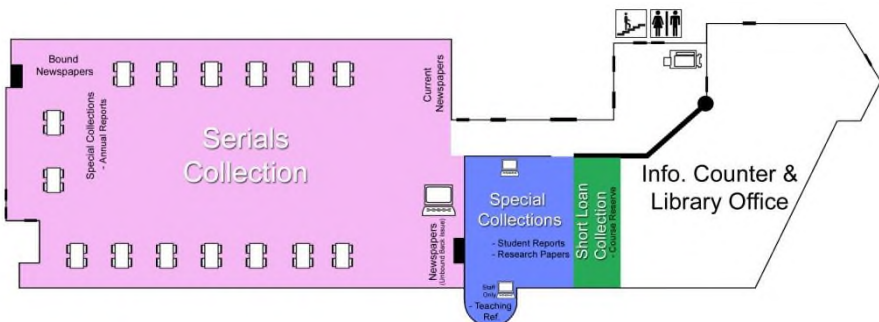 Bound
Newspapers
Special Collections
- Annual Reports
Serials
Collection
Current Newspapers
Newspapers
(Unbound Back Issue)
Special
Collections
- Student Reports
- Research Papers
Staff
Only
- Teaching
Ref.
Short Loan
Collection
- Course Reserve
Info. Counter &
Library Office